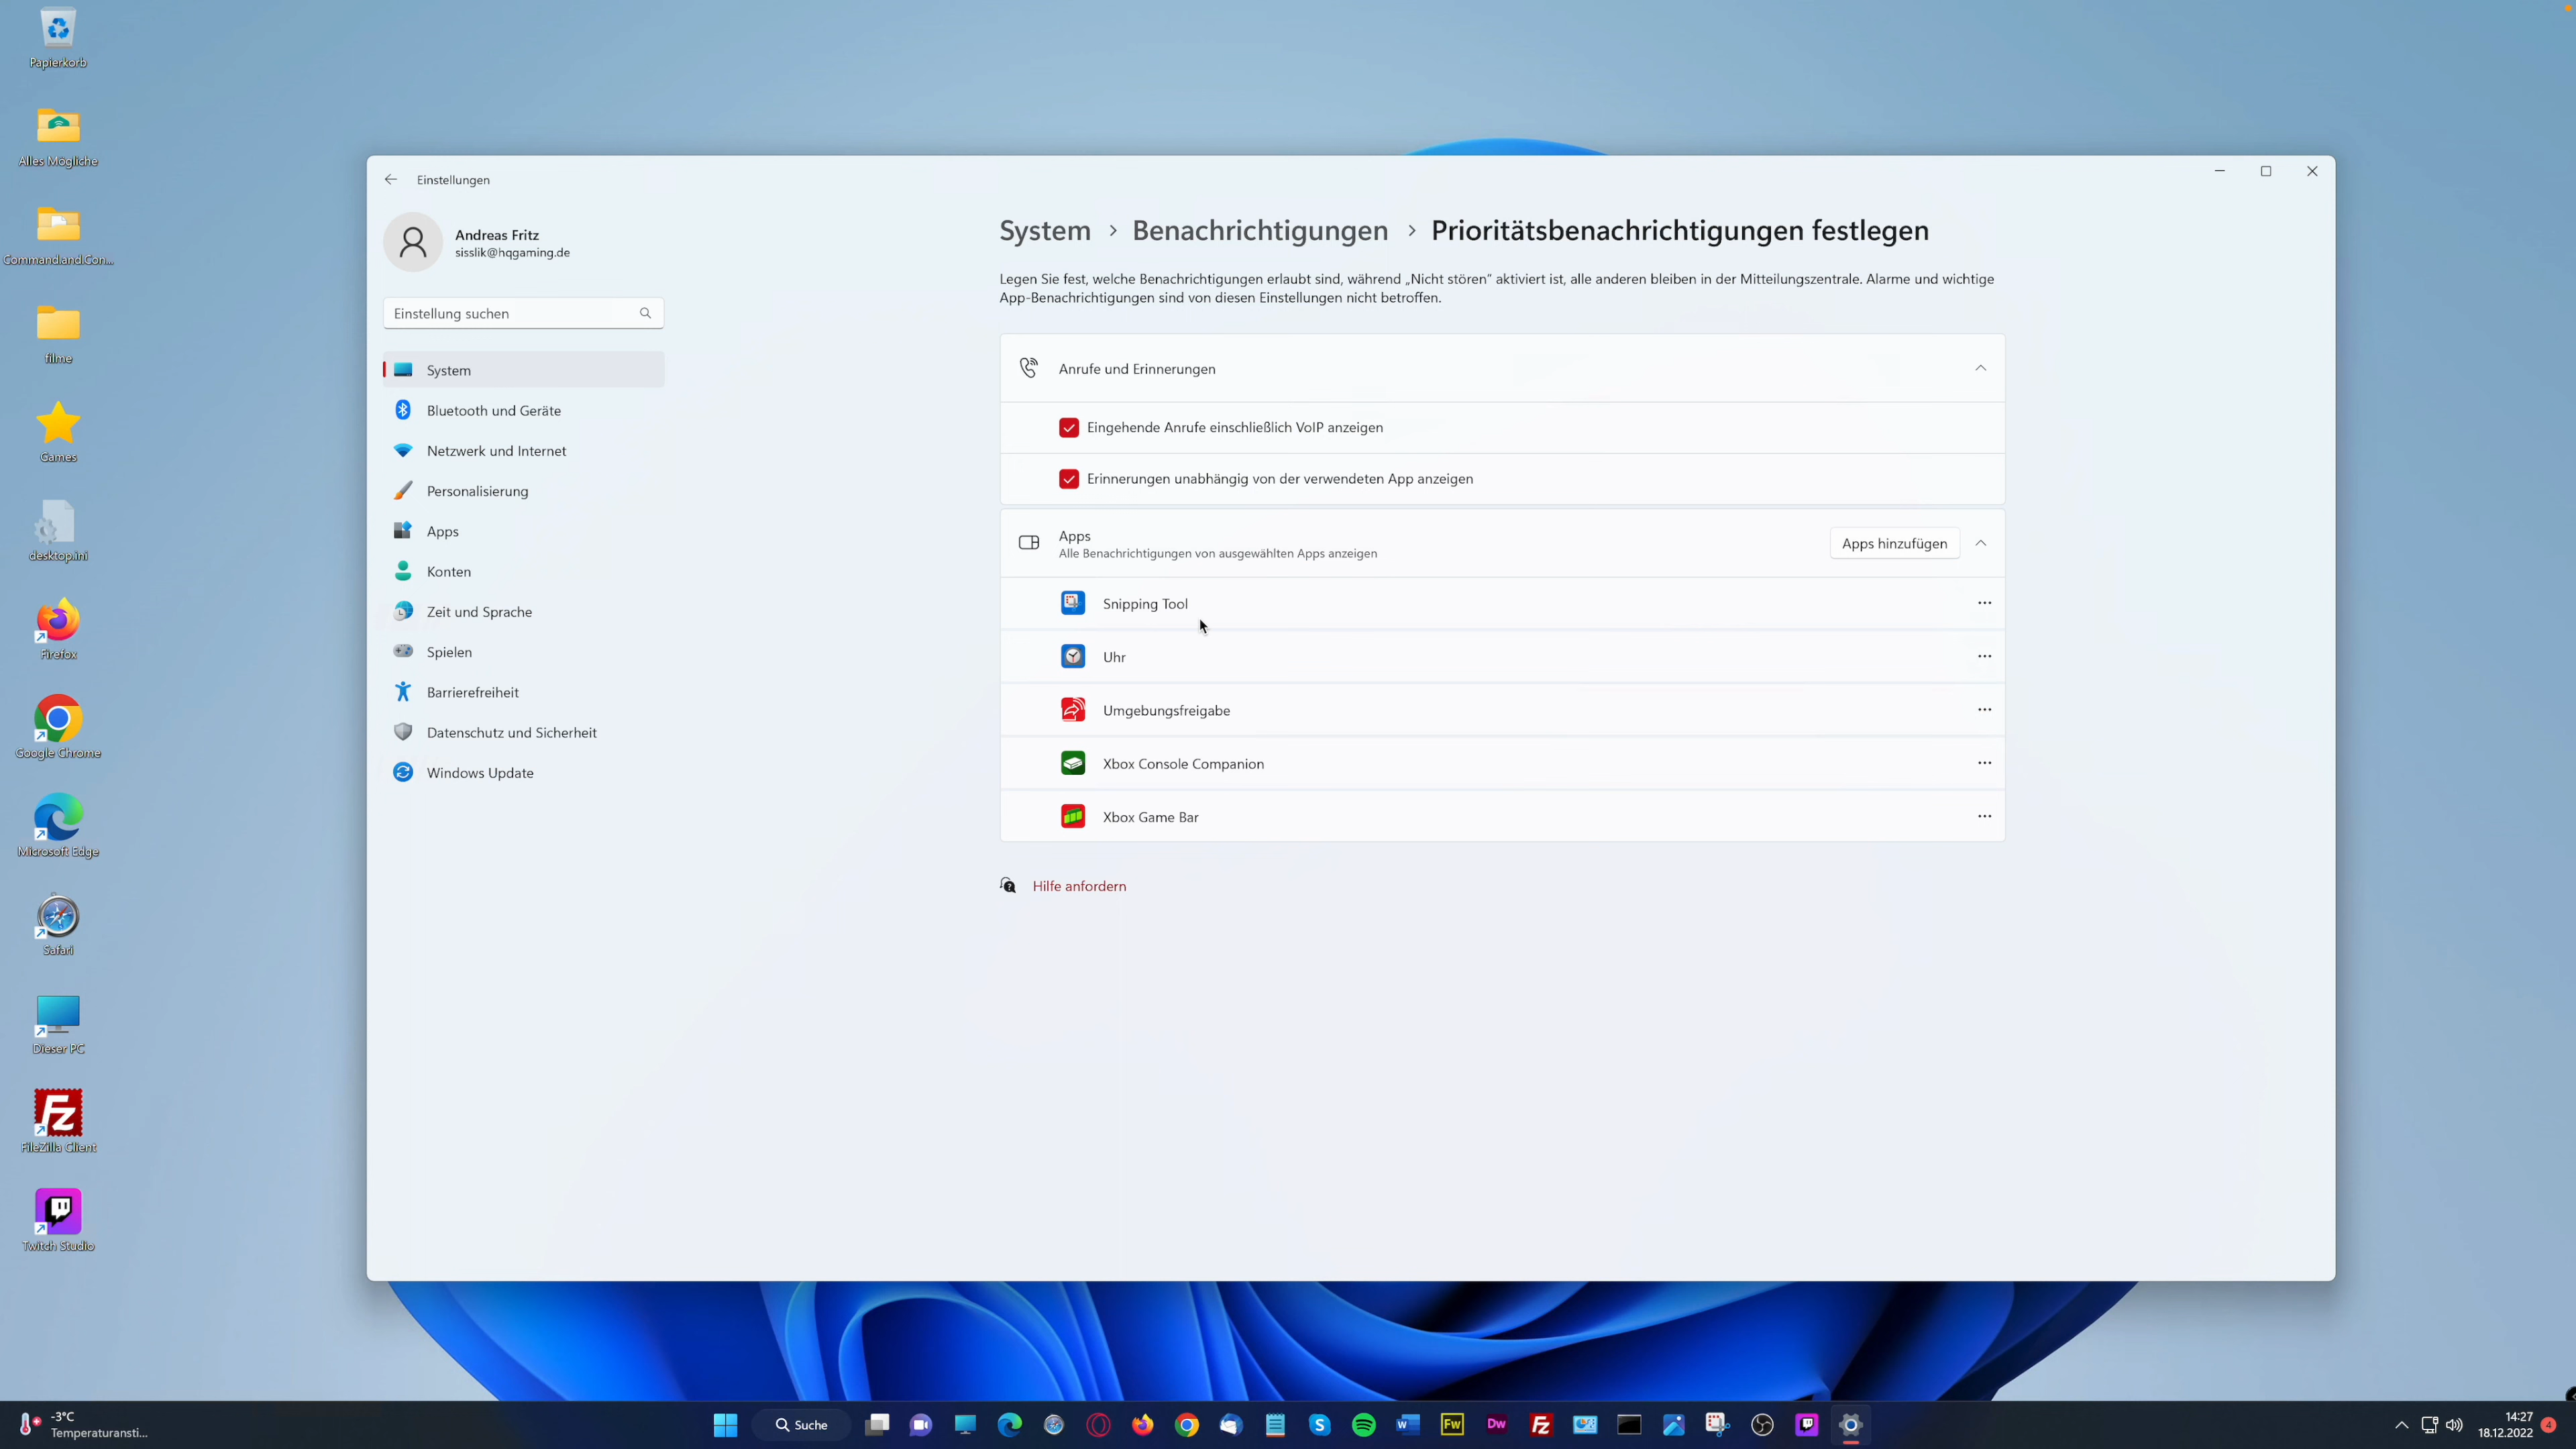 Papierkorb
Alles Mögliche
Commandland.Con...
filme
Games
desktop.ini
Firefox
Google Chrome
Microsoft Edge
Safari
Dieser PC
FileZilla Client
Twitch Studio
Einstellungen
Andreas Fritz
sisslik@hqgaming.de
Einstellung suchen
System
Bluetooth und Geräte
Netzwerk und Internet
Personalisierung
Apps
Konten
Zeit und Sprache
Spielen
Barrierefreiheit
Datenschutz und Sicherheit
Windows Update
System > Benachrichtigungen > Prioritätsbenachrichtigungen festlegen
Legen Sie fest, welche Benachrichtigungen erlaubt sind, während „Nicht stören“ aktiviert ist, alle anderen bleiben in der Mitteilungszentrale. Alarme und wichtige
App-Benachrichtigungen sind von diesen Einstellungen nicht betroffen.
Anrufe und Erinnerungen
Eingehende Anrufe einschließlich VoIP anzeigen
Erinnerungen unabhängig von der verwendeten App anzeigen
Apps
Alle Benachrichtigungen von ausgewählten Apps anzeigen
Apps hinzufügen
Snipping Tool
Uhr
Umgebungsfreigabe
Xbox Console Companion
Xbox Game Bar
Hilfe anfordern
-3°C
Temperaturansti...
Suche
Fw
Dw
14:27
18.12.2022
4